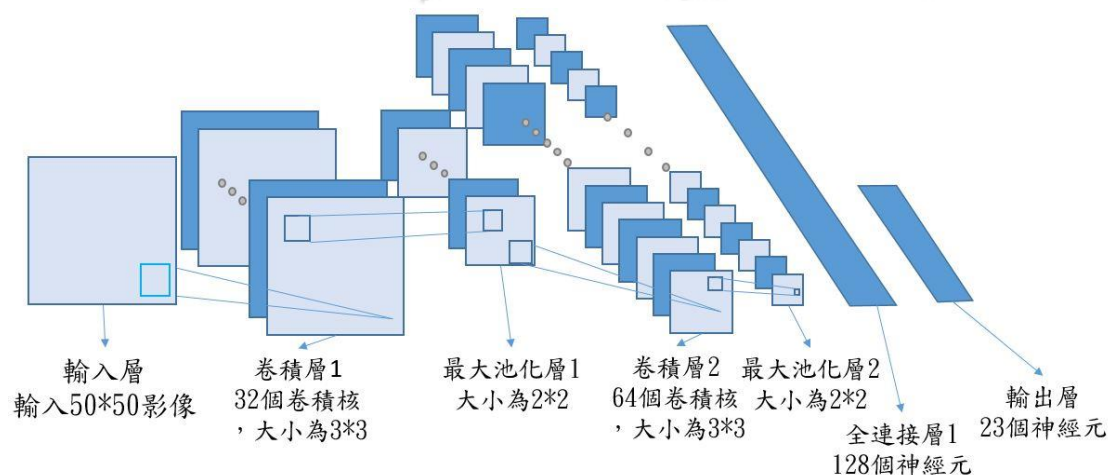 輸入層
輸入50*50影像
卷積層1
32個卷積核
，大小為3*3
最大池化層1
大小為2*2
卷積層2
64個卷積核
，大小為3*3
最大池化層2
大小為2*2
全連接層1
128個神經元
輸出層
23個神經元